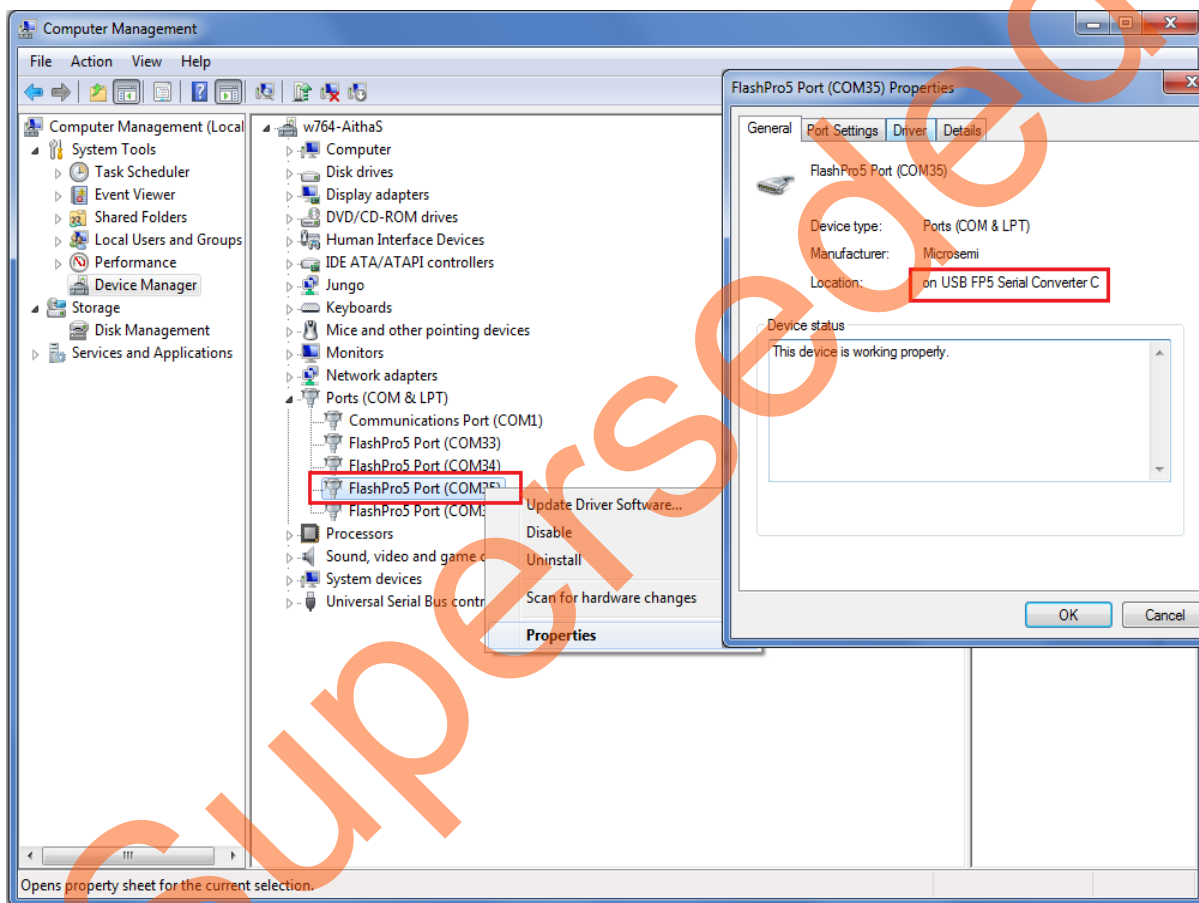 Computer Management
File Action View Help
Computer Management (Local
System Tools
Task Scheduler
Event Viewer
Shared Folders
Local Users and Groups
Performance
Device Manager
Storage
Disk Management
Services and Applications
w764-AithaS
Computer
Disk drives
Display adapters
DVD/CD-ROM drives
Human Interface Devices
IDE ATA/ATAPI controllers
Jungo
Keyboards
Mice and other pointing devices
Monitors
Network adapters
Ports (COM & LPT)
Communications Port (COM1)
FlashPro5 Port (COM33)
FlashPro5 Port (COM34)
FlashPro5 Port (COM35)
FlashPro5 Port (COM3
Processors
Sound, video and game c
System devices
Universal Serial Bus contr
Update Driver Software...
Disable
Uninstall
Scan for hardware changes
Properties
FlashPro5 Port (COM35) Properties
General Port Settings Driver Details
FlashPro5 Port (COM35)
Device type: Ports (COM & LPT)
Manufacturer: Microsemi
Location: on USB FP5 Serial Converter C
Device status
This device is working properly.
OK Cancel
Opens property sheet for the current selection.
Superseded